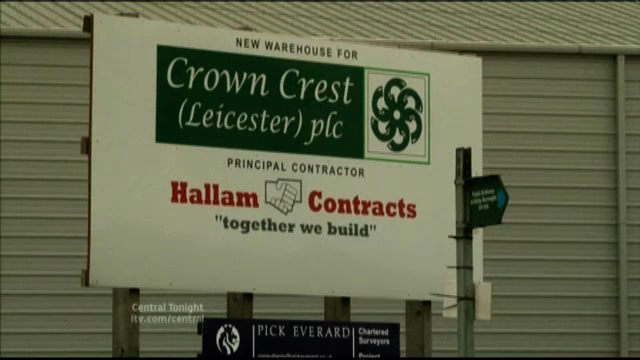 NEW WAREHOUSE FOR
Crown Crest
(Leicester) plc
PRINCIPAL CONTRACTOR
Hallam Contracts
"together we build"
Central Tonight
itv.com/central
PICK EVERARD
Chartered
Surveyors
Project